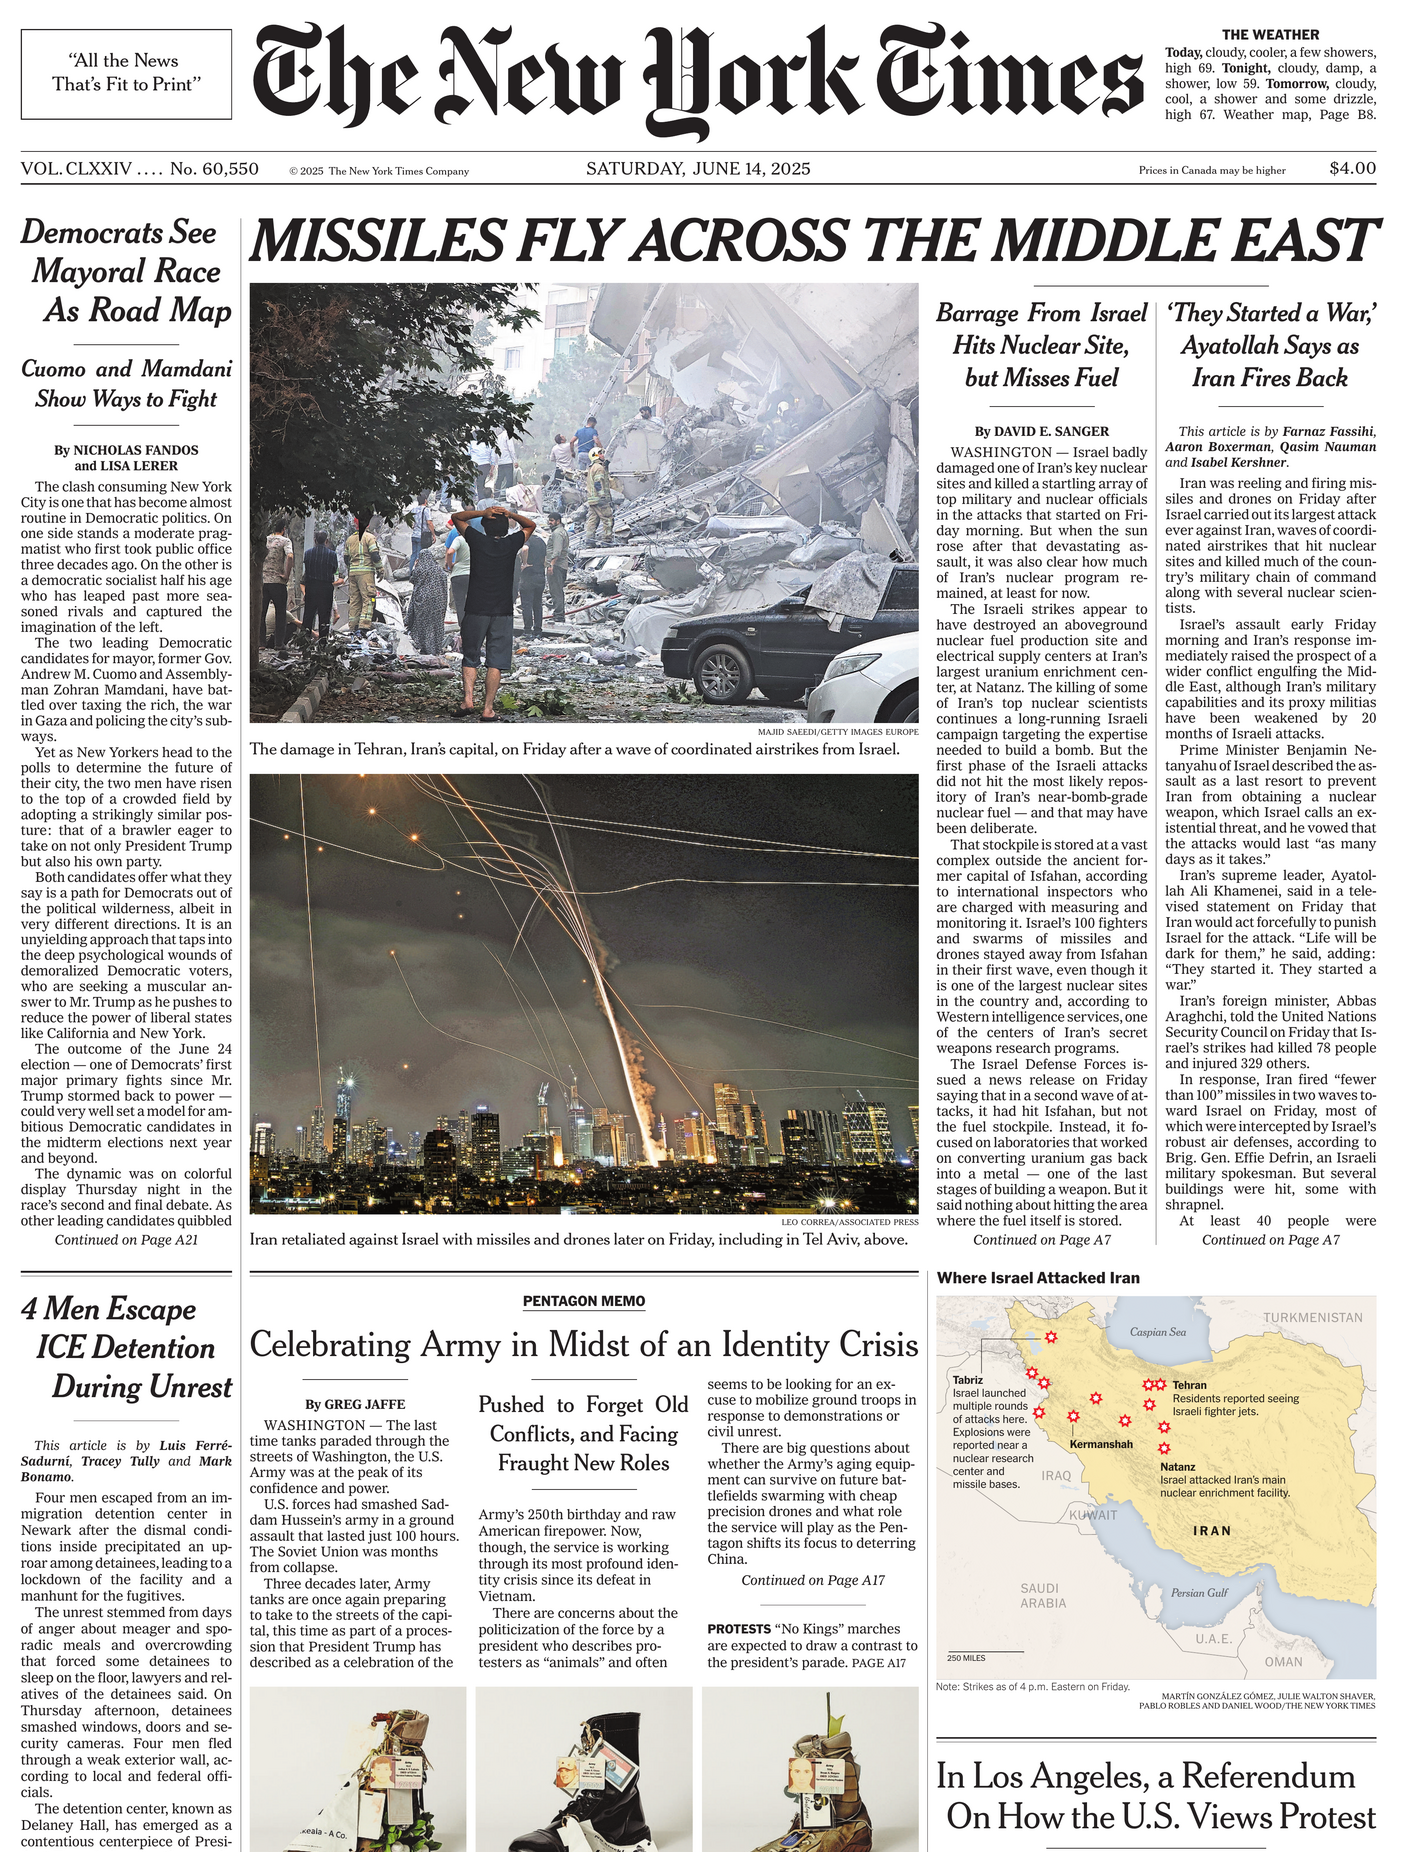 “All the News
That’s Fit to Print”
The New York Times
THE WEATHER
Today, cloudy, cooler, a few showers,
high 69. Tonight, cloudy, damp, a
shower, low 59. Tomorrow, cloudy,
cool, a shower and some drizzle,
high 67. Weather map, Page B8.
VOL. CLXXIV .... No. 60,550
© 2025 The New York Times Company
SATURDAY, JUNE 14, 2025
Prices in Canada may be higher
$4.00
Democrats See
Mayoral Race
As Road Map
Cuomo and Mamdani
Show Ways to Fight
By NICHOLAS FANDOS
and LISA LERER
The clash consuming New York
City is one that has become almost
routine in Democratic politics. On
one side stands a moderate prag-
matist who first took public office
three decades ago. On the other is
a democratic socialist half his age
who has leaped past more sea-
soned rivals and captured the
imagination of the left.
The two leading Democratic
candidates for mayor, former Gov.
Andrew M. Cuomo and Assembly-
man Zohran Mamdani, have bat-
tled over taxing the rich, the war
in Gaza and policing the city’s sub-
ways.
Yet as New Yorkers head to the
polls to determine the future of
their city, the two men have risen
to the top of a crowded field by
adopting a strikingly similar pos-
ture: that of a brawler eager to
take on not only President Trump
but also his own party.
Both candidates offer what they
say is a path for Democrats out of
the political wilderness, albeit in
very different directions. It is an
unyielding approach that taps into
the deep psychological wounds of
demoralized Democratic voters,
who are seeking a muscular an-
swer to Mr. Trump as he pushes to
reduce the power of liberal states
like California and New York.
The outcome of the June 24
election — one of Democrats’ first
major primary fights since Mr.
Trump stormed back to power —
could very well set a model for am-
bitious Democratic candidates in
the midterm elections next year
and beyond.
The dynamic was on colorful
display Thursday night in the
race’s second and final debate. As
other leading candidates quibbled
Continued on Page A21
MISSILES FLY ACROSS THE MIDDLE EAST
MAJID SAEEDI/GETTY IMAGES EUROPE
The damage in Tehran, Iran’s capital, on Friday after a wave of coordinated airstrikes from Israel.
LEO CORREA/ASSOCIATED PRESS
Iran retaliated against Israel with missiles and drones later on Friday, including in Tel Aviv, above.
Barrage From Israel
Hits Nuclear Site,
but Misses Fuel
By DAVID E. SANGER
WASHINGTON — Israel badly
damaged one of Iran’s key nuclear
sites and killed a startling array of
top military and nuclear officials
in the attacks that started on Fri-
day morning. But when the sun
rose after that devastating as-
sault, it was also clear how much
of Iran’s nuclear program re-
mained, at least for now.
The Israeli strikes appear to
have destroyed an aboveground
nuclear fuel production site and
electrical supply centers at Iran’s
largest uranium enrichment cen-
ter, at Natanz. The killing of some
of Iran’s top nuclear scientists
continues a long-running Israeli
campaign targeting the expertise
needed to build a bomb. But the
first phase of the Israeli attacks
did not hit the most likely repos-
itory of Iran’s near-bomb-grade
nuclear fuel — and that may have
been deliberate.
That stockpile is stored at a vast
complex outside the ancient for-
mer capital of Isfahan, according
to international inspectors who
are charged with measuring and
monitoring it. Israel’s 100 fighters
and swarms of missiles and
drones stayed away from Isfahan
in their first wave, even though it
is one of the largest nuclear sites
in the country and, according to
Western intelligence services, one
of the centers of Iran’s secret
weapons research programs.
The Israel Defense Forces is-
sued a news release on Friday
saying that in a second wave of at-
tacks, it had hit Isfahan, but not
the fuel stockpile. Instead, it fo-
cused on laboratories that worked
on converting uranium gas back
into a metal — one of the last
stages of building a weapon. But it
said nothing about hitting the area
where the fuel itself is stored.
Continued on Page A7
‘They Started a War,’
Ayatollah Says as
Iran Fires Back
This article is by Farnaz Fassihi,
Aaron Boxerman, Qasim Nauman
and Isabel Kershner.
Iran was reeling and firing mis-
siles and drones on Friday after
Israel carried out its largest attack
ever against Iran, waves of coordi-
nated airstrikes that hit nuclear
sites and killed much of the coun-
try’s military chain of command
along with several nuclear scien-
tists.
Israel’s assault early Friday
morning and Iran’s response im-
mediately raised the prospect of a
wider conflict engulfing the Mid-
dle East, although Iran’s military
capabilities and its proxy militias
have been weakened by 20
months of Israeli attacks.
Prime Minister Benjamin Ne-
tanyahu of Israel described the as-
sault as a last resort to prevent
Iran from obtaining a nuclear
weapon, which Israel calls an ex-
istential threat, and he vowed that
the attacks would last “as many
days as it takes.”
Iran’s supreme leader, Ayatol-
lah Ali Khamenei, said in a tele-
vised statement on Friday that
Iran would act forcefully to punish
Israel for the attack. “Life will be
dark for them,” he said, adding:
“They started it. They started a
war.”
Iran’s foreign minister, Abbas
Araghchi, told the United Nations
Security Council on Friday that Is-
rael’s strikes had killed 78 people
and injured 329 others.
In response, Iran fired “fewer
than 100” missiles in two waves to-
ward Israel on Friday, most of
which were intercepted by Israel’s
robust air defenses, according to
Brig. Gen. Effie Defrin, an Israeli
military spokesman. But several
buildings were hit, some with
shrapnel.
At least 40 people were
Continued on Page A7
4 Men Escape
ICE Detention
During Unrest
This article is by Luis Ferré-
Sadurní, Tracey Tully and Mark
Bonamo.
Four men escaped from an im-
migration detention center in
Newark after the dismal condi-
tions inside precipitated an up-
roar among detainees, leading to a
lockdown of the facility and a
manhunt for the fugitives.
The unrest stemmed from days
of anger about meager and spo-
radic meals and overcrowding
that forced some detainees to
sleep on the floor, lawyers and rel-
atives of the detainees said. On
Thursday afternoon, detainees
smashed windows, doors and se-
curity cameras. Four men fled
through a weak exterior wall, ac-
cording to local and federal offi-
cials.
The detention center, known as
Delaney Hall, has emerged as a
contentious centerpiece of Presi-
PENTAGON MEMO
Celebrating Army in Midst of an Identity Crisis
By GREG JAFFE
WASHINGTON — The last
time tanks paraded through the
streets of Washington, the U.S.
Army was at the peak of its
confidence and power.
U.S. forces had smashed Sad-
dam Hussein’s army in a ground
assault that lasted just 100 hours.
The Soviet Union was months
from collapse.
Three decades later, Army
tanks are once again preparing
to take to the streets of the capi-
tal, this time as part of a proces-
sion that President Trump has
described as a celebration of the
Pushed to Forget Old
Conflicts, and Facing
Fraught New Roles
Army’s 250th birthday and raw
American firepower. Now,
though, the service is working
through its most profound iden-
tity crisis since its defeat in
Vietnam.
There are concerns about the
politicization of the force by a
president who describes pro-
testers as “animals” and often
seems to be looking for an ex-
cuse to mobilize ground troops in
response to demonstrations or
civil unrest.
There are big questions about
whether the Army’s aging equip-
ment can survive on future bat-
tlefields swarming with cheap
precision drones and what role
the service will play as the Pen-
tagon shifts its focus to deterring
China.
Continued on Page A17
PROTESTS “No Kings” marches
are expected to draw a contrast to
the president’s parade. PAGE A17
Keala - A Co.
Where Israel Attacked Iran
TURKMENISTAN
Caspian Sea
Tabriz
Israel launched
multiple rounds
of attacks here.
Explosions were
reported near a
nuclear research
center and
missile bases.
Tehran
Residents reported seeing
Israeli fighter jets.
Kermanshah
Natanz
Israel attacked Iran’s main
nuclear enrichment facility.
IRAQ
KUWAIT
IRAN
SAUDI
ARABIA
Persian Gulf
U.A.E.
OMAN
250 MILES
Note: Strikes as of 4 p.m. Eastern on Friday.
MARTÍN GONZÁLEZ GÓMEZ, JULIE WALTON SHAVER,
PABLO ROBLES AND DANIEL WOOD/THE NEW YORK TIMES
In Los Angeles, a Referendum
On How the U.S. Views Protest